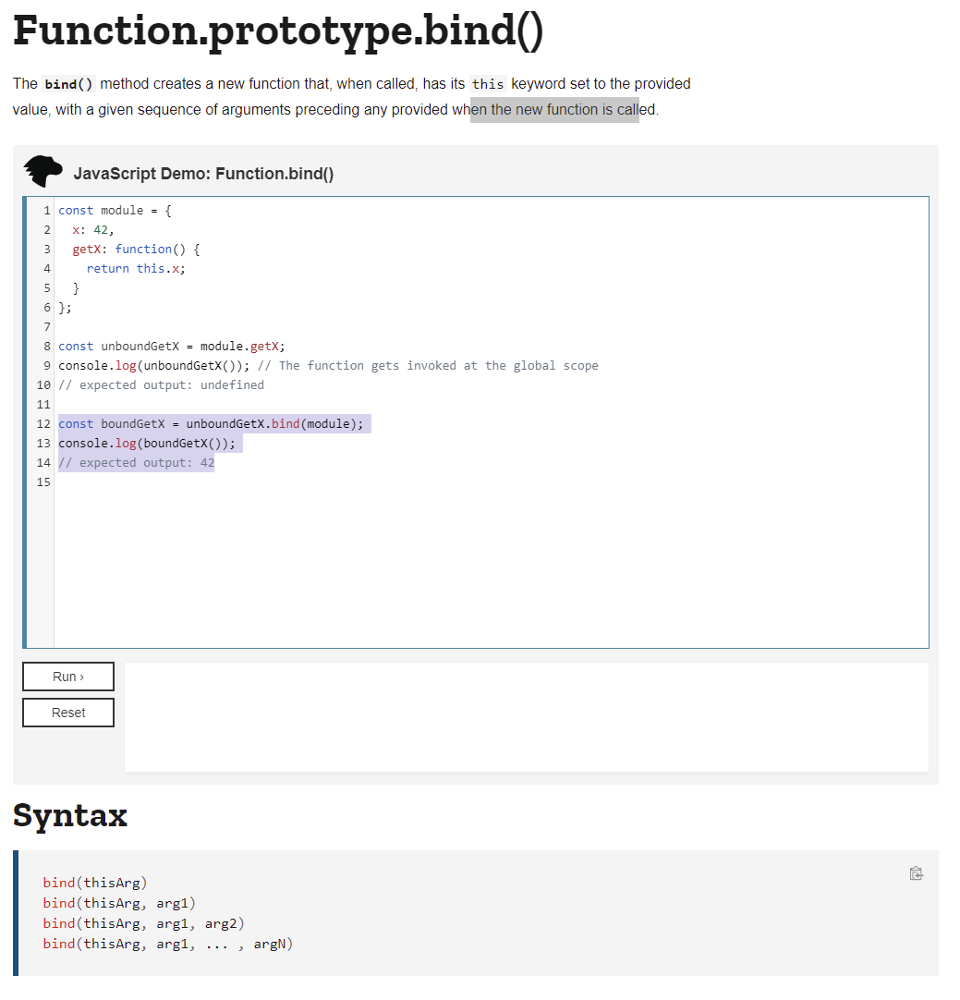 Function.prototype.bind()
The bind() method creates a new function that, when called, has its this keyword set to the provided
value, with a given sequence of arguments preceding any provided when the new function is called.
JavaScript Demo: Function.bind()
1 const module = {
2   x: 42,
3   getX: function() {
4     return this.x;
5   }
6 };
7
8 const unboundGetX = module.getX;
9 console.log(unboundGetX()); // The function gets invoked at the global scope
10 // expected output: undefined
11
12 const boundGetX = unboundGetX.bind(module);
13 console.log(boundGetX());
14 // expected output: 42
15
Run ›
Reset
Syntax
bind(thisArg)
bind(thisArg, arg1)
bind(thisArg, arg1, arg2)
bind(thisArg, arg1, ... , argN)